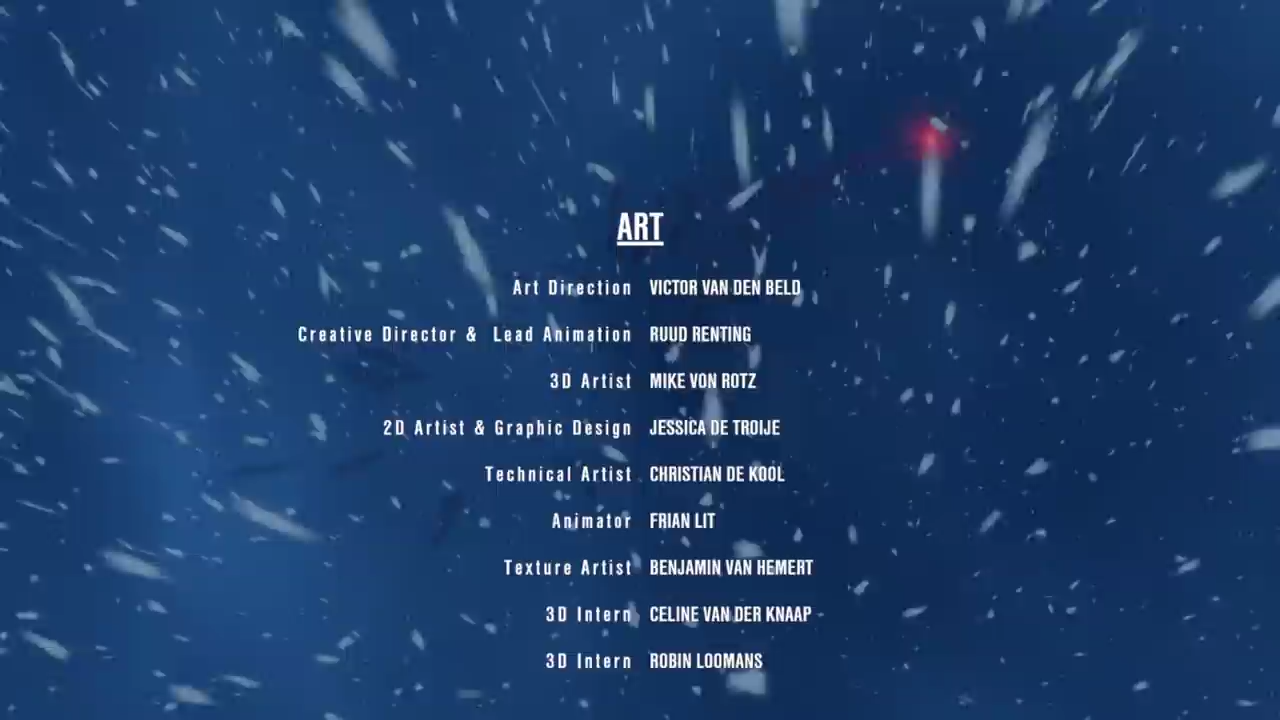 ART
Art Direction VICTOR VAN DEN BELD
Creative Director & Lead Animation RUUD RENTING
3D Artist MIKE VON ROTZ
2D Artist & Graphic Design JESSICA DE TROIJE
Technical Artist CHRISTIAN DE KOOL
Animator FRIAN LIT
Texture Artist BENJAMIN VAN HEMERT
3D Intern CELINE VAN DER KNAAP
3D Intern ROBIN LOOMANS